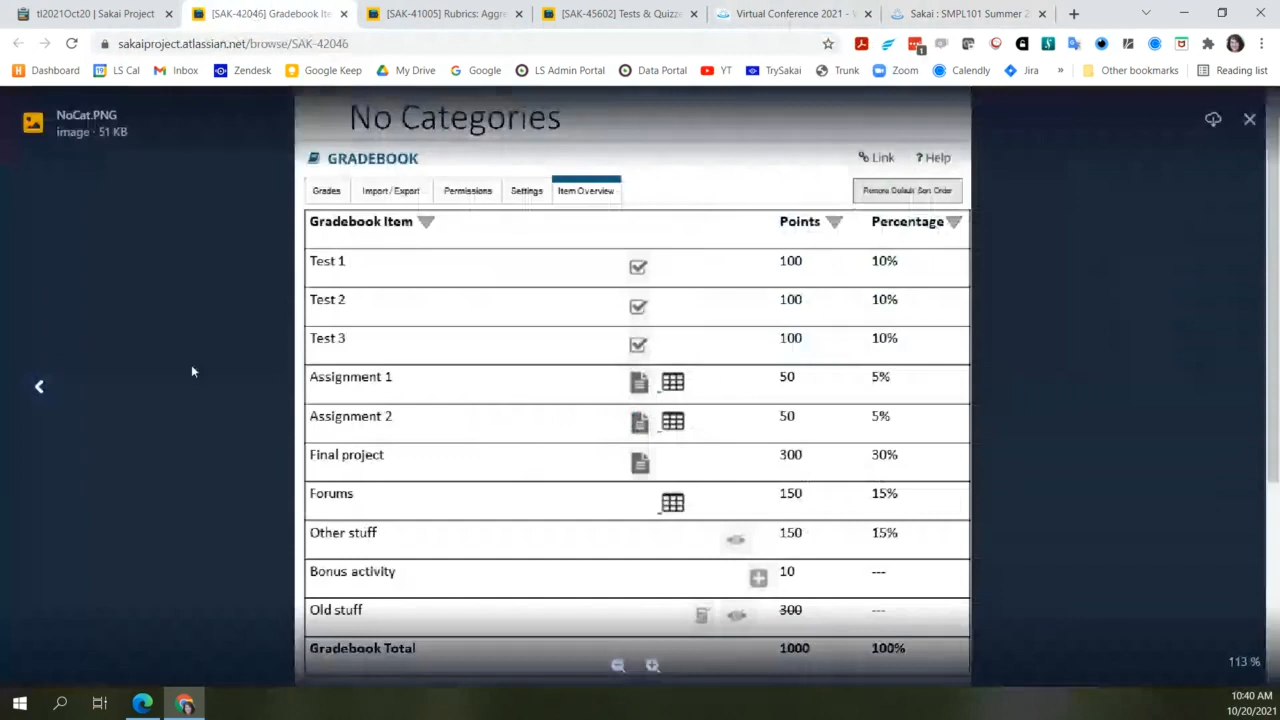 tl2021Oct20 | Sakai Project
[SAK-42046] Gradebook Item
[SAK-41005] Rubrics: Aggre
[SAK-45602] Tests & Quizze
Virtual Conference 2021 - V
Sakai : SMPL101 Summer 2
sakaiproject.atlassian.net/browse/SAK-42046
Dashboard LS Cal Inbox Zendesk Google Keep My Drive Google LS Admin Portal Data Portal YT TrySakai Trunk Zoom Calendly Jira » Other bookmarks Reading list
NoCat.PNG
image · 51 KB
No Categories
GRADEBOOK Link ? Help
Grades Import / Export Permissions Settings Item Overview Remove Default Sort Order
Gradebook Item Points Percentage
Test 1 100 10%
Test 2 100 10%
Test 3 100 10%
Assignment 1 50 5%
Assignment 2 50 5%
Final project 300 30%
Forums 150 15%
Other stuff 150 15%
Bonus activity 10 ---
Old stuff 300 ---
Gradebook Total 1000 100%
113 %
10:40 AM
10/20/2021